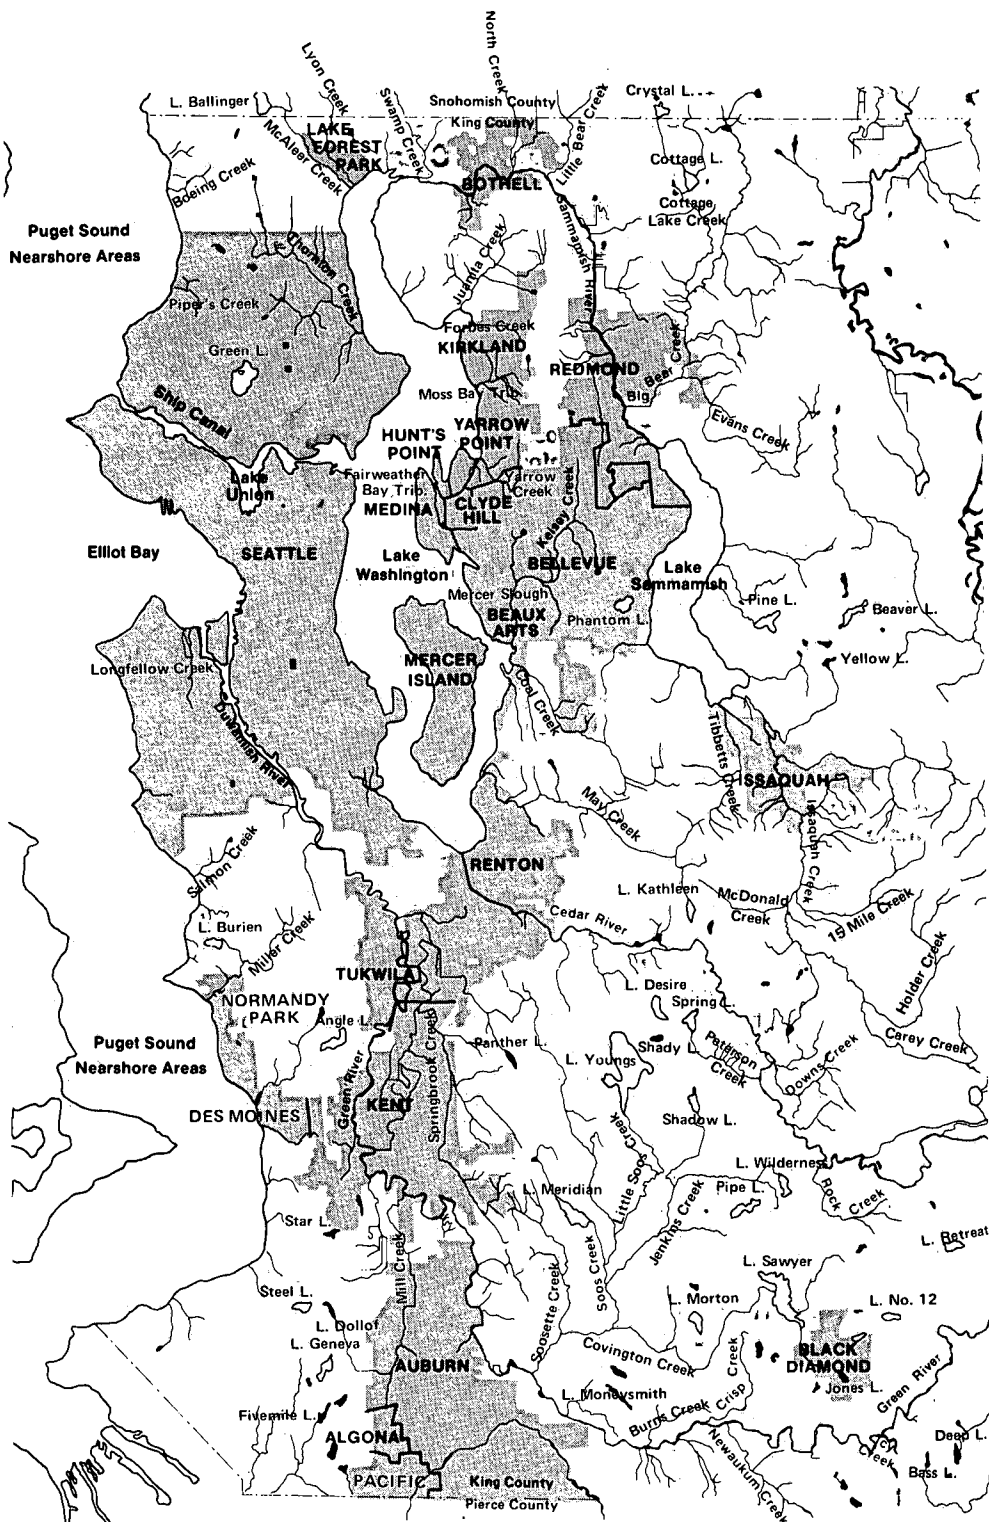 North Creek
Lyon Creek
Swamp Creek
L. Ballinger
Snohomish County
King County
Little Bear Creek
Crystal L.
McAleer Creek
LAKE
FOREST
PARK
Cottage L.
Boeing Creek
BOTHELL
Cottage
Lake Creek
Puget Sound
Nearshore Areas
Sammamish River
Thornton Creek
Juanita Creek
Piper's Creek
Forbes Creek
KIRKLAND
Green L.
REDMOND
Big Bear Creek
Moss Bay Trib.
Ship Canal
Evans Creek
HUNT'S
POINT
YARROW
POINT
Fairweather
Bay Trib.
Yarrow
Creek
Lake
Union
MEDINA
CLYDE
HILL
Kelsey Creek
Elliot Bay
SEATTLE
Lake
Washington
BELLEVUE
Lake
Sammamish
Mercer Slough
BEAUX
ARTS
Phantom L.
Pine L.
Beaver L.
Longfellow Creek
MERCER
ISLAND
Yellow L.
Coal Creek
Duwamish River
Tibbetts Creek
ISSAQUAH
May Creek
Issaquah Creek
Salmon Creek
RENTON
L. Kathleen
McDonald
Creek
15 Mile Creek
Cedar River
L. Burien
Miller Creek
Holder Creek
TUKWILA
L. Desire
Spring L.
NORMANDY
PARK
Angle L.
Puget Sound
Nearshore Areas
Panther L.
L. Youngs
Shady L.
Paterson
Creek
Downs Creek
Carey Creek
Green River
Springbrook Creek
KENT
DES MOINES
Shadow L.
Little Soos Creek
L. Wilderness
L. Meridian
Pipe L.
Rock Creek
Jenkins Creek
Star L.
L. Retreat
Mill Creek
Soos Creek
L. Sawyer
Steel L.
Soosette Creek
L. Morton
L. No. 12
L. Dollof
L. Geneva
Covington Creek
BLACK
DIAMOND
AUBURN
Jones L.
Crisp Creek
Green River
L. Moneysmith
Burns Creek
Fivemile L.
ALGONA
Newaukum Creek
Icy
Creek
Deep L.
Bass L.
PACIFIC
King County
Pierce County